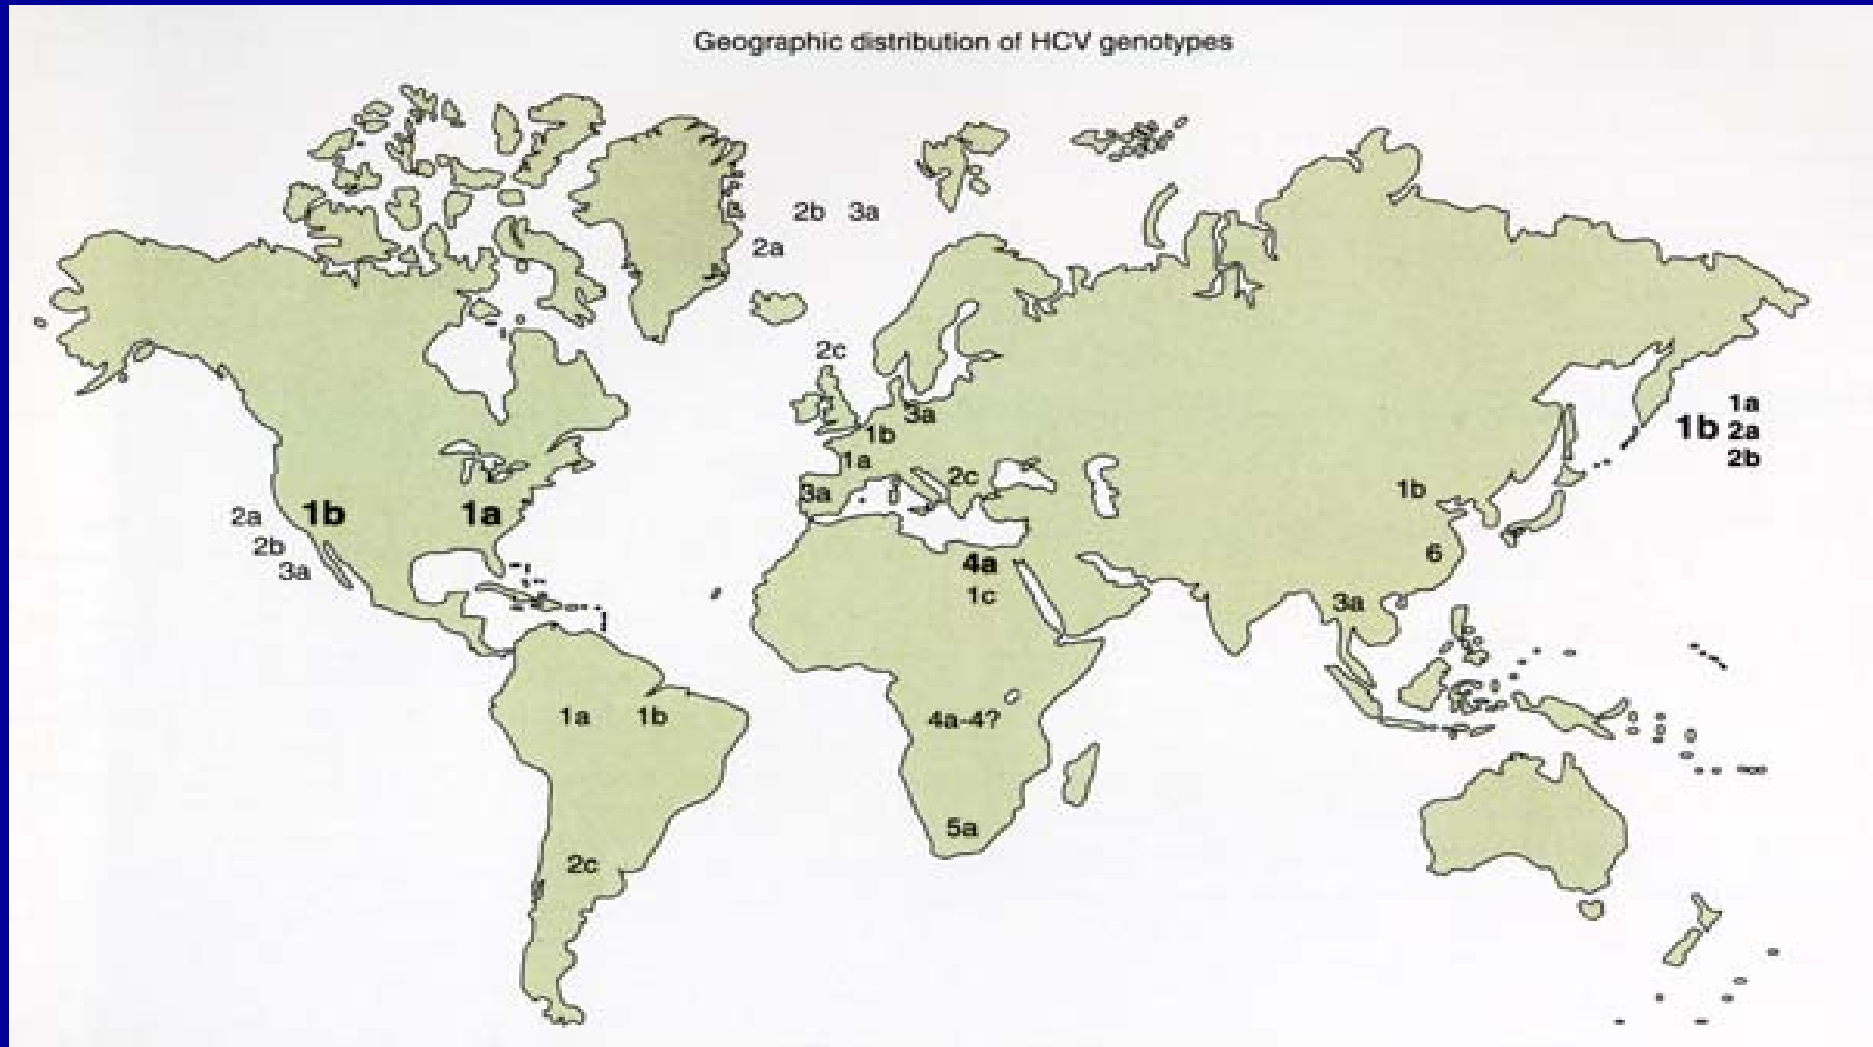 Geographic distribution of HCV genotypes
2b 3a
2a
2c
3a
1b
1a
3a
2c
1a
1b 2a
2b
1b
2a 1b 1a
2b
3a
4a
1c
6
3a
1a 1b
4a-4?
5a
2c